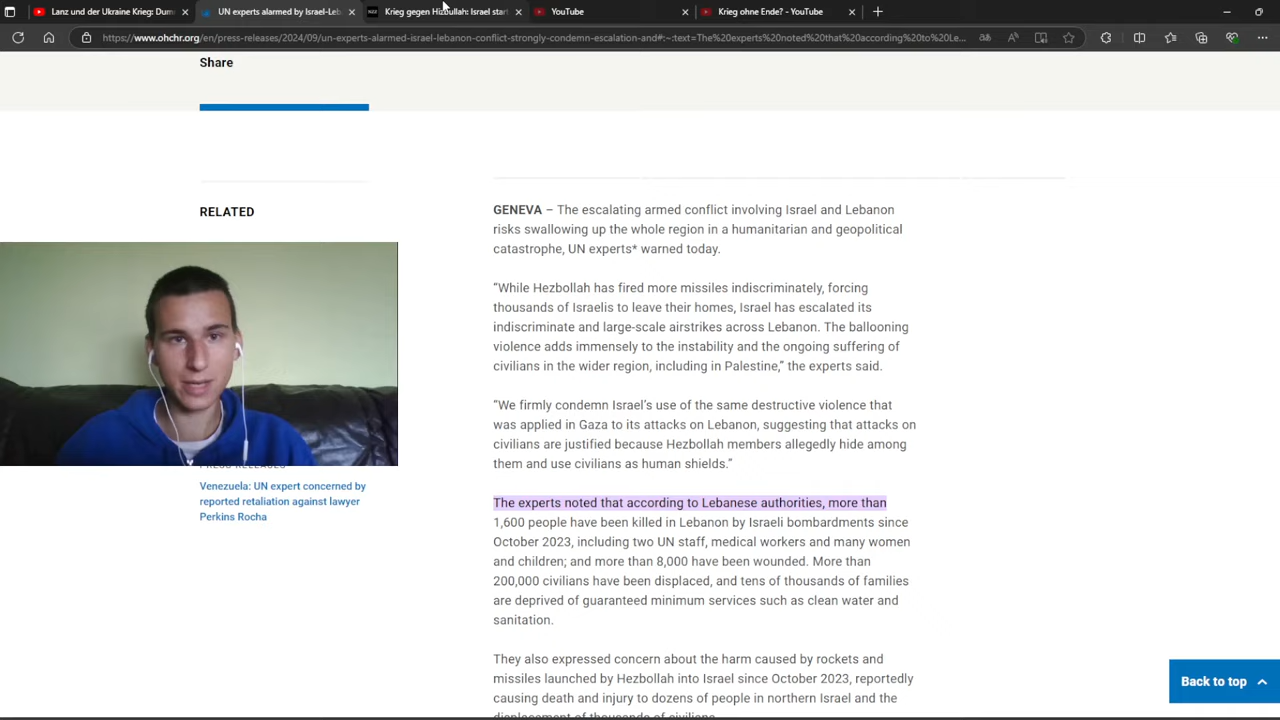 Lanz und der Ukraine Krieg: Dum
UN experts alarmed by Israel-Leb
NZZ
Krieg gegen Hizbullah: Israel star
YouTube
Krieg ohne Ende? - YouTube
https://www.ohchr.org/en/press-releases/2024/09/un-experts-alarmed-israel-lebanon-conflict-strongly-condemn-escalation-and#:~:text=The%20experts%20noted%20that%20according%20to%20Le...
Share
RELATED
GENEVA – The escalating armed conflict involving Israel and Lebanon
risks swallowing up the whole region in a humanitarian and geopolitical
catastrophe, UN experts* warned today.
“While Hezbollah has fired more missiles indiscriminately, forcing
thousands of Israelis to leave their homes, Israel has escalated its
indiscriminate and large-scale airstrikes across Lebanon. The ballooning
violence adds immensely to the instability and the ongoing suffering of
civilians in the wider region, including in Palestine,” the experts said.
“We firmly condemn Israel’s use of the same destructive violence that
was applied in Gaza to its attacks on Lebanon, suggesting that attacks on
civilians are justified because Hezbollah members allegedly hide among
them and use civilians as human shields.”
PRESS RELEASES
Venezuela: UN expert concerned by
reported retaliation against lawyer
Perkins Rocha
The experts noted that according to Lebanese authorities, more than
1,600 people have been killed in Lebanon by Israeli bombardments since
October 2023, including two UN staff, medical workers and many women
and children; and more than 8,000 have been wounded. More than
200,000 civilians have been displaced, and tens of thousands of families
are deprived of guaranteed minimum services such as clean water and
sanitation.
They also expressed concern about the harm caused by rockets and
missiles launched by Hezbollah into Israel since October 2023, reportedly
causing death and injury to dozens of people in northern Israel and the
displacement of thousands of civilians.
Back to top